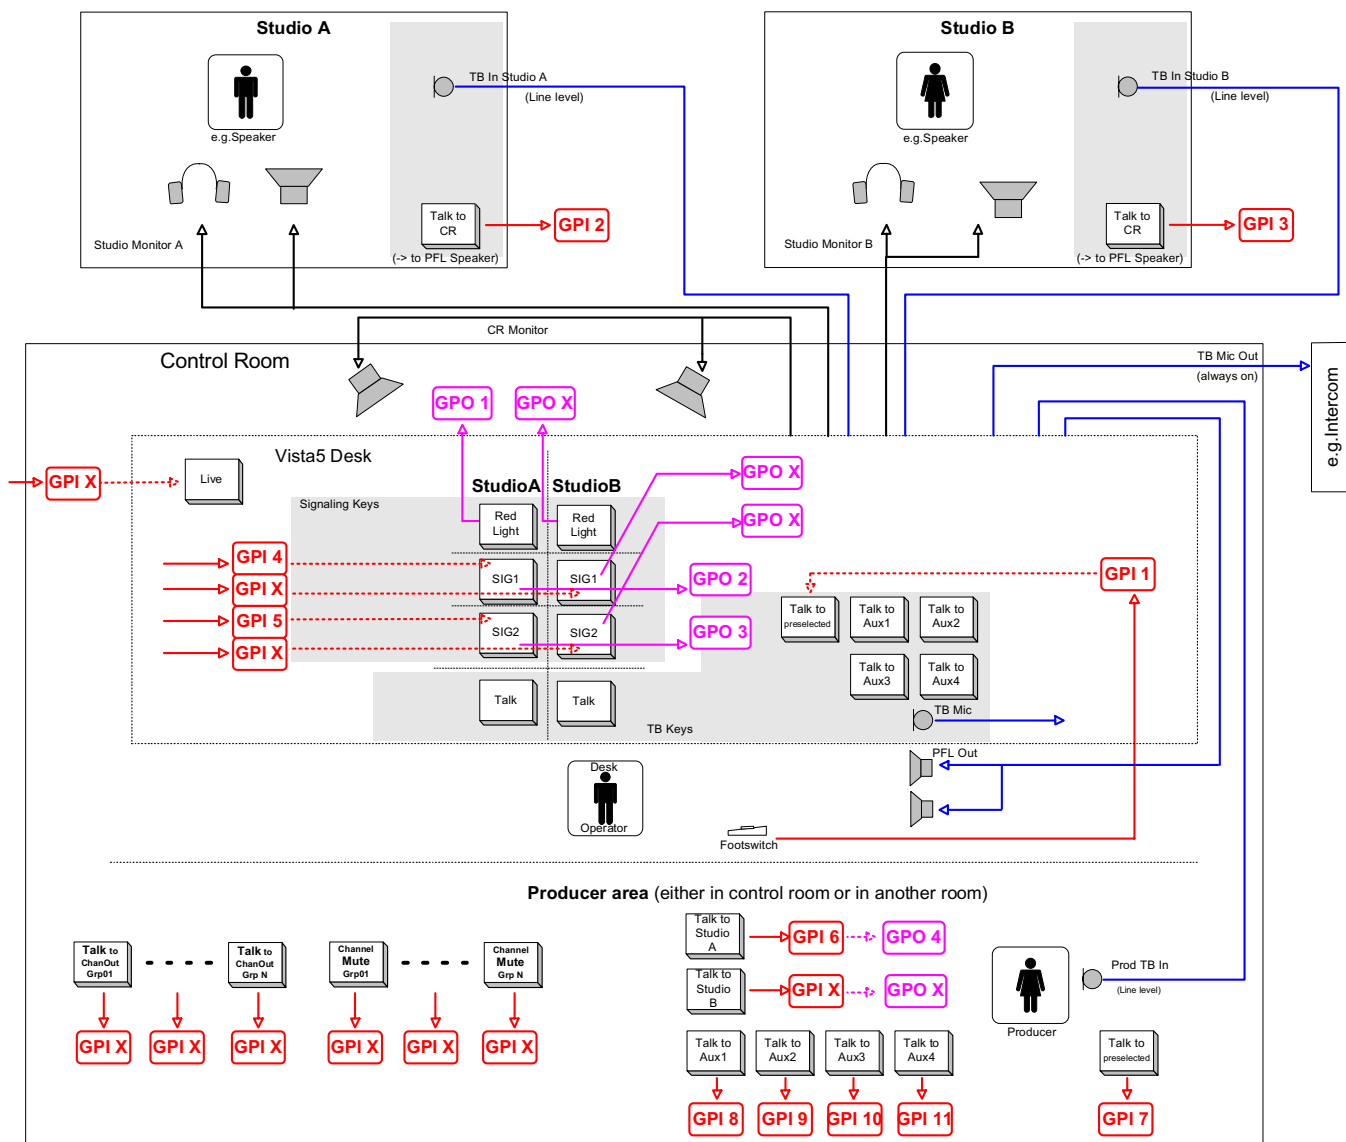 Studio A
TB In Studio A
(Line level)
e.g.Speaker
Talk to
CR
GPI 2
Studio Monitor A
(-> to PFL Speaker)
Studio B
TB In Studio B
(Line level)
e.g.Speaker
Talk to
CR
GPI 3
Studio Monitor B
(-> to PFL Speaker)
CR Monitor
Control Room
TB Mic Out
(always on)
e.g.Intercom
GPO 1
GPO X
Vista5 Desk
GPI X
Live
StudioA
StudioB
GPO X
Signaling Keys
Red
Light
Red
Light
GPO X
GPI 4
GPI X
SIG1
SIG1
GPO 2
GPI 1
GPI 5
GPI X
SIG2
SIG2
GPO 3
Talk to
preselected
Talk to
Aux1
Talk to
Aux2
Talk to
Aux3
Talk to
Aux4
Talk
Talk
TB Mic
TB Keys
PFL Out
Desk
Operator
Footswitch
Producer area (either in control room or in another room)
Talk to
ChanOut
Grp01
Talk to
ChanOut
Grp N
Channel
Mute
Grp01
Channel
Mute
Grp N
GPI X
GPI X
GPI X
GPI X
GPI X
GPI X
Talk to
Studio
A
GPI 6
GPO 4
Talk to
Studio
B
GPI X
GPO X
Prod TB In
(Line level)
Producer
Talk to
Aux1
Talk to
Aux2
Talk to
Aux3
Talk to
Aux4
Talk to
preselected
GPI 8
GPI 9
GPI 10
GPI 11
GPI 7